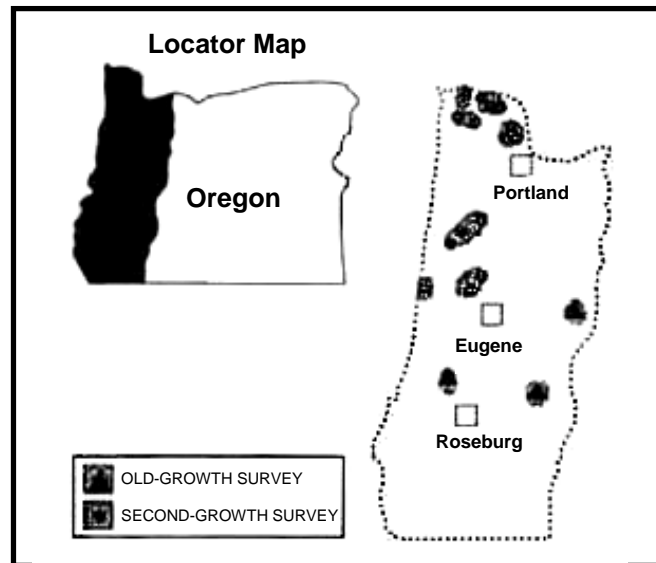 Locator Map
Oregon
Portland
Eugene
Roseburg
OLD-GROWTH SURVEY
SECOND-GROWTH SURVEY